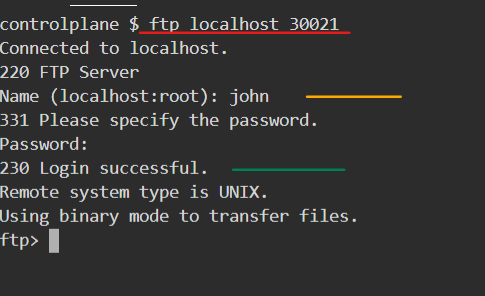 controlplane $ ftp localhost 30021
Connected to localhost.
220 FTP Server
Name (localhost:root): john
331 Please specify the password.
Password:
230 Login successful.
Remote system type is UNIX.
Using binary mode to transfer files.
ftp>